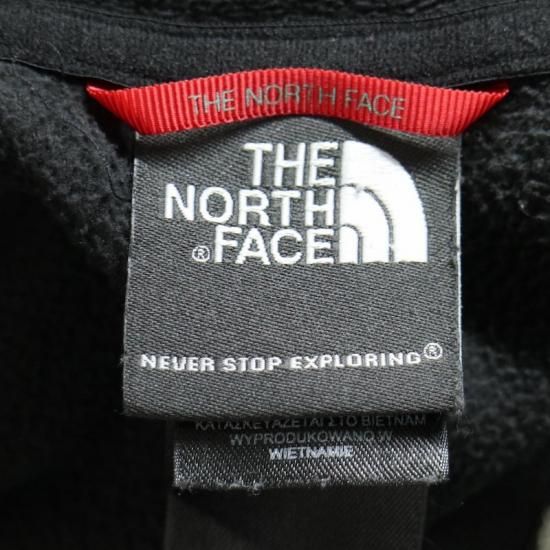 THE NORTH FACE
THE
NORTH
® FACE
NEVER STOP EXPLORING®
ΚΑΤΑΣΚΕΥΑΖΕΤΑΙ ΣΤΟ ΒΙΕΤΝΑΜ
WYPRODUKOWANO W
WIETNAMIE